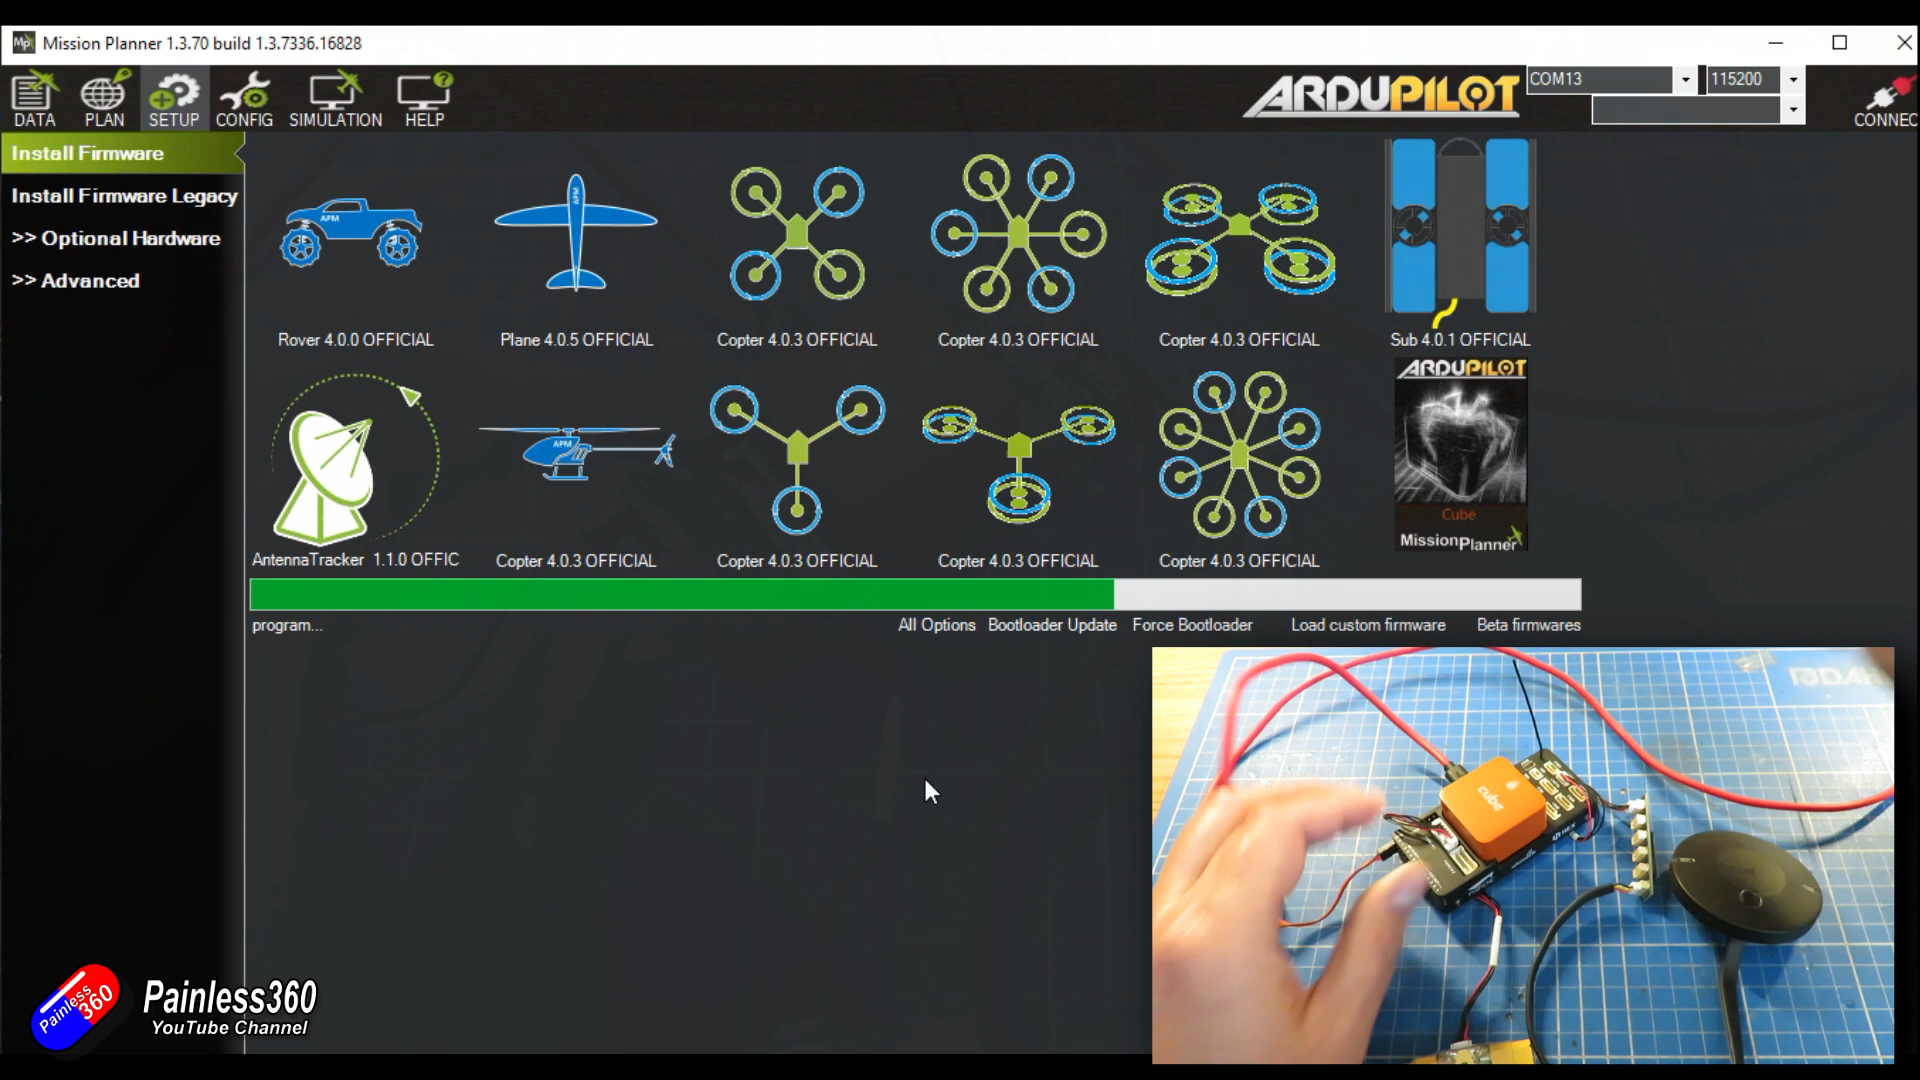 Mission Planner 1.3.70 build 1.3.7336.16828
DATA
PLAN
SETUP
CONFIG
SIMULATION
HELP
ARDUPILOT
COM13
115200
CONNEC
Install Firmware
Install Firmware Legacy
>> Optional Hardware
>> Advanced
APM
APM
Rover 4.0.0 OFFICIAL
Plane 4.0.5 OFFICIAL
Copter 4.0.3 OFFICIAL
Copter 4.0.3 OFFICIAL
Copter 4.0.3 OFFICIAL
Sub 4.0.1 OFFICIAL
APM
ARDUPILOT
Cube
MissionPlanner
AntennaTracker 1.1.0 OFFIC
Copter 4.0.3 OFFICIAL
Copter 4.0.3 OFFICIAL
Copter 4.0.3 OFFICIAL
Copter 4.0.3 OFFICIAL
program...
All Options
Bootloader Update
Force Bootloader
Load custom firmware
Beta firmwares
cube
Painless
360
Painless360
YouTube Channel